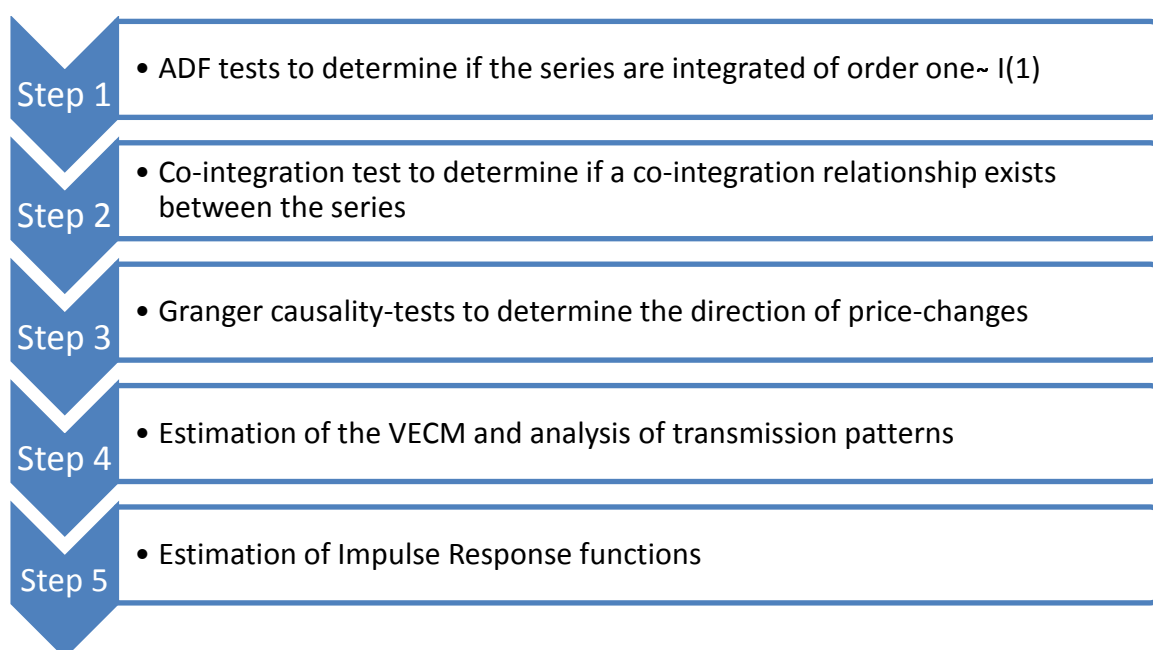 Step 1
• ADF tests to determine if the series are integrated of order one~ I(1)
Step 2
• Co-integration test to determine if a co-integration relationship exists
between the series
Step 3
• Granger causality-tests to determine the direction of price-changes
Step 4
• Estimation of the VECM and analysis of transmission patterns
Step 5
• Estimation of Impulse Response functions